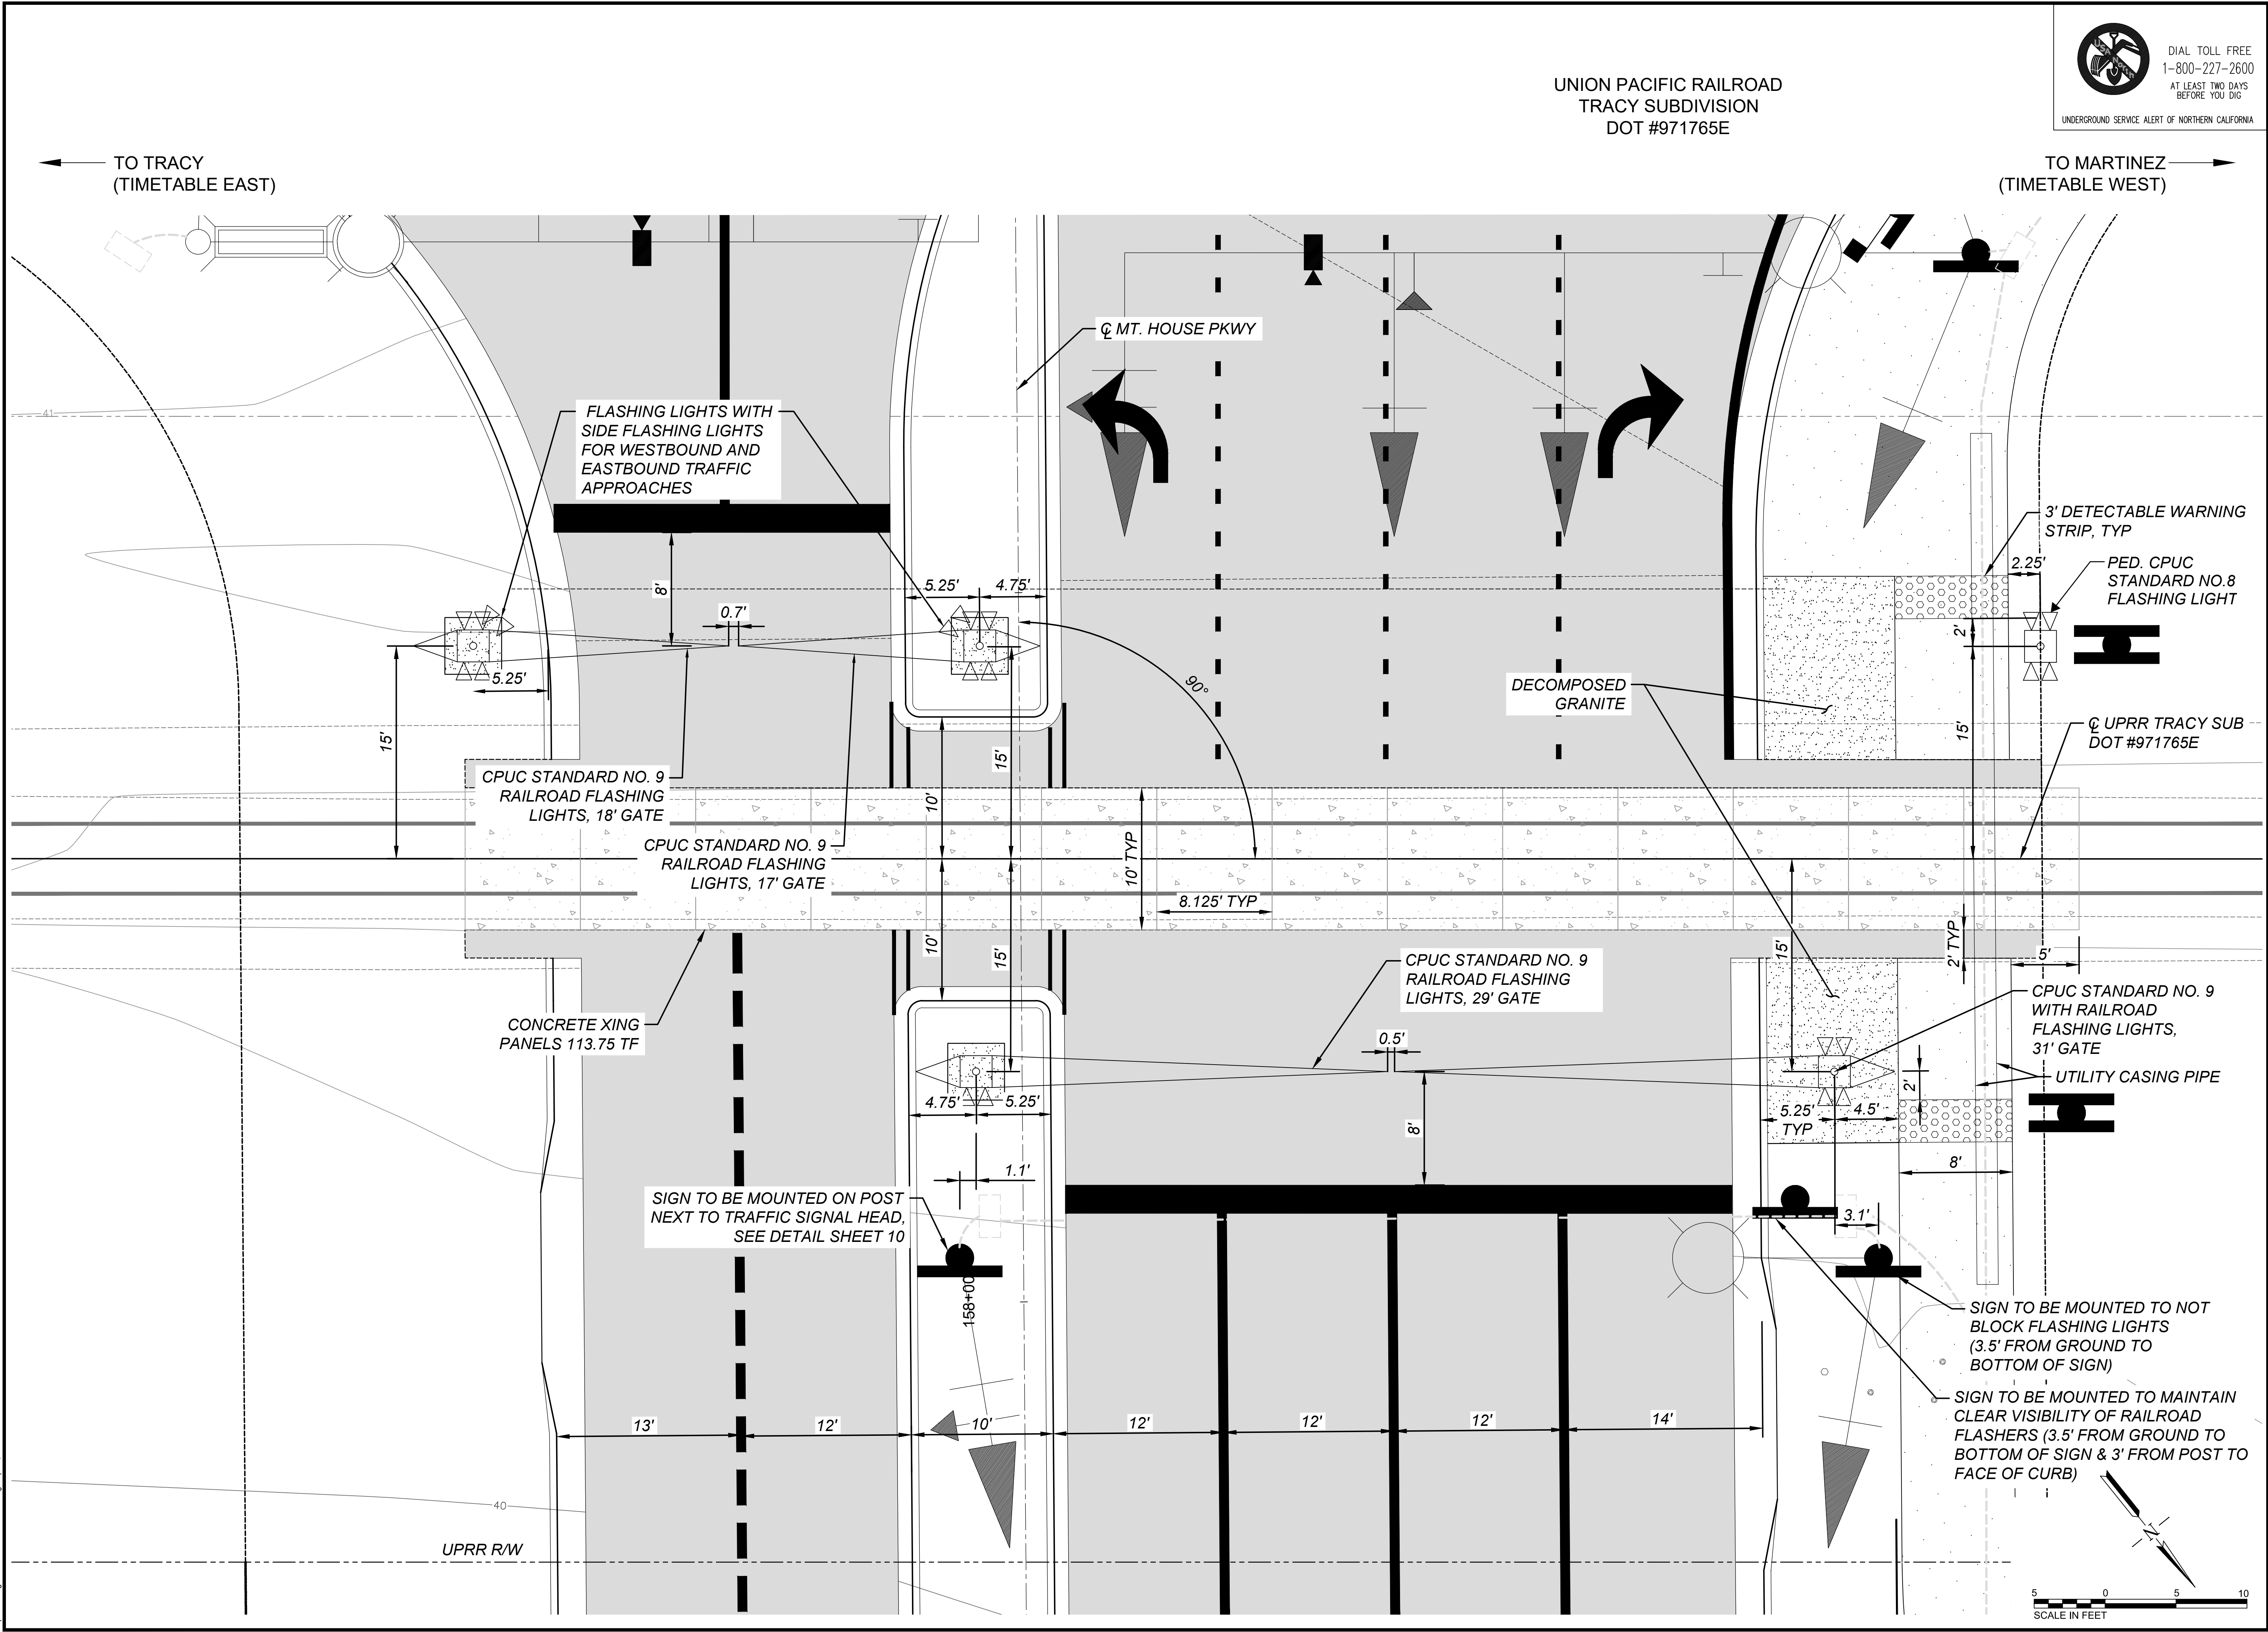 USA North
DIAL TOLL FREE
1-800-227-2600
AT LEAST TWO DAYS
BEFORE YOU DIG
UNDERGROUND SERVICE ALERT OF NORTHERN CALIFORNIA
UNION PACIFIC RAILROAD
TRACY SUBDIVISION
DOT #971765E
TO TRACY
(TIMETABLE EAST)
TO MARTINEZ
(TIMETABLE WEST)
℄ MT. HOUSE PKWY
41
FLASHING LIGHTS WITH
SIDE FLASHING LIGHTS
FOR WESTBOUND AND
EASTBOUND TRAFFIC
APPROACHES
3' DETECTABLE WARNING
STRIP, TYP
2.25'
PED. CPUC
STANDARD NO.8
FLASHING LIGHT
8'
0.7'
5.25'
4.75'
2'
5.25'
90°
DECOMPOSED
GRANITE
15'
15'
15'
℄ UPRR TRACY SUB
DOT #971765E
CPUC STANDARD NO. 9
RAILROAD FLASHING
LIGHTS, 18' GATE
10'
CPUC STANDARD NO. 9
RAILROAD FLASHING
LIGHTS, 17' GATE
10' TYP
8.125' TYP
10'
15'
15'
2' TYP
5'
CPUC STANDARD NO. 9
RAILROAD FLASHING
LIGHTS, 29' GATE
CPUC STANDARD NO. 9
WITH RAILROAD
FLASHING LIGHTS,
31' GATE
CONCRETE XING
PANELS 113.75 TF
0.5'
UTILITY CASING PIPE
4.75'
5.25'
8'
5.25'
TYP
4.5'
2'
8'
1.1'
SIGN TO BE MOUNTED ON POST
NEXT TO TRAFFIC SIGNAL HEAD,
SEE DETAIL SHEET 10
3.1'
158+00
SIGN TO BE MOUNTED TO NOT
BLOCK FLASHING LIGHTS
(3.5' FROM GROUND TO
BOTTOM OF SIGN)
SIGN TO BE MOUNTED TO MAINTAIN
CLEAR VISIBILITY OF RAILROAD
FLASHERS (3.5' FROM GROUND TO
BOTTOM OF SIGN & 3' FROM POST TO
FACE OF CURB)
13'
12'
10'
12'
12'
12'
14'
40
UPRR R/W
N
5 0 5 10
SCALE IN FEET